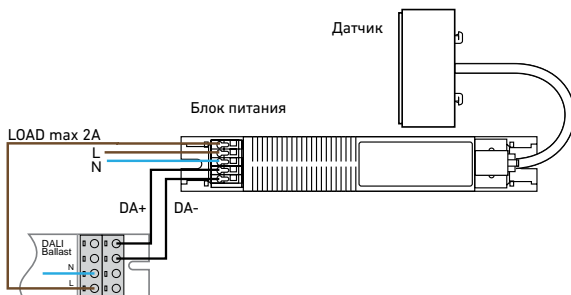 Датчик
Блок питания
LOAD max 2A
L
N
DA+ DA-
DALI
Ballast
N
L